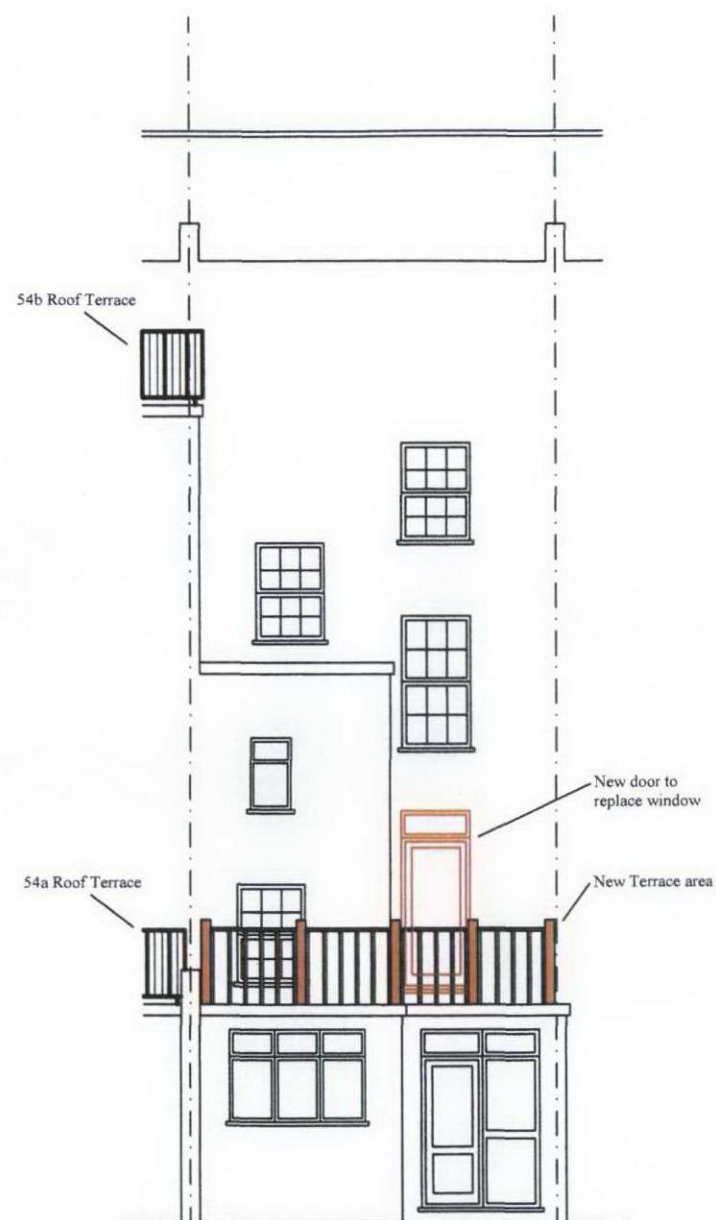 54b Roof Terrace
New door to
replace window
54a Roof Terrace
New Terrace area